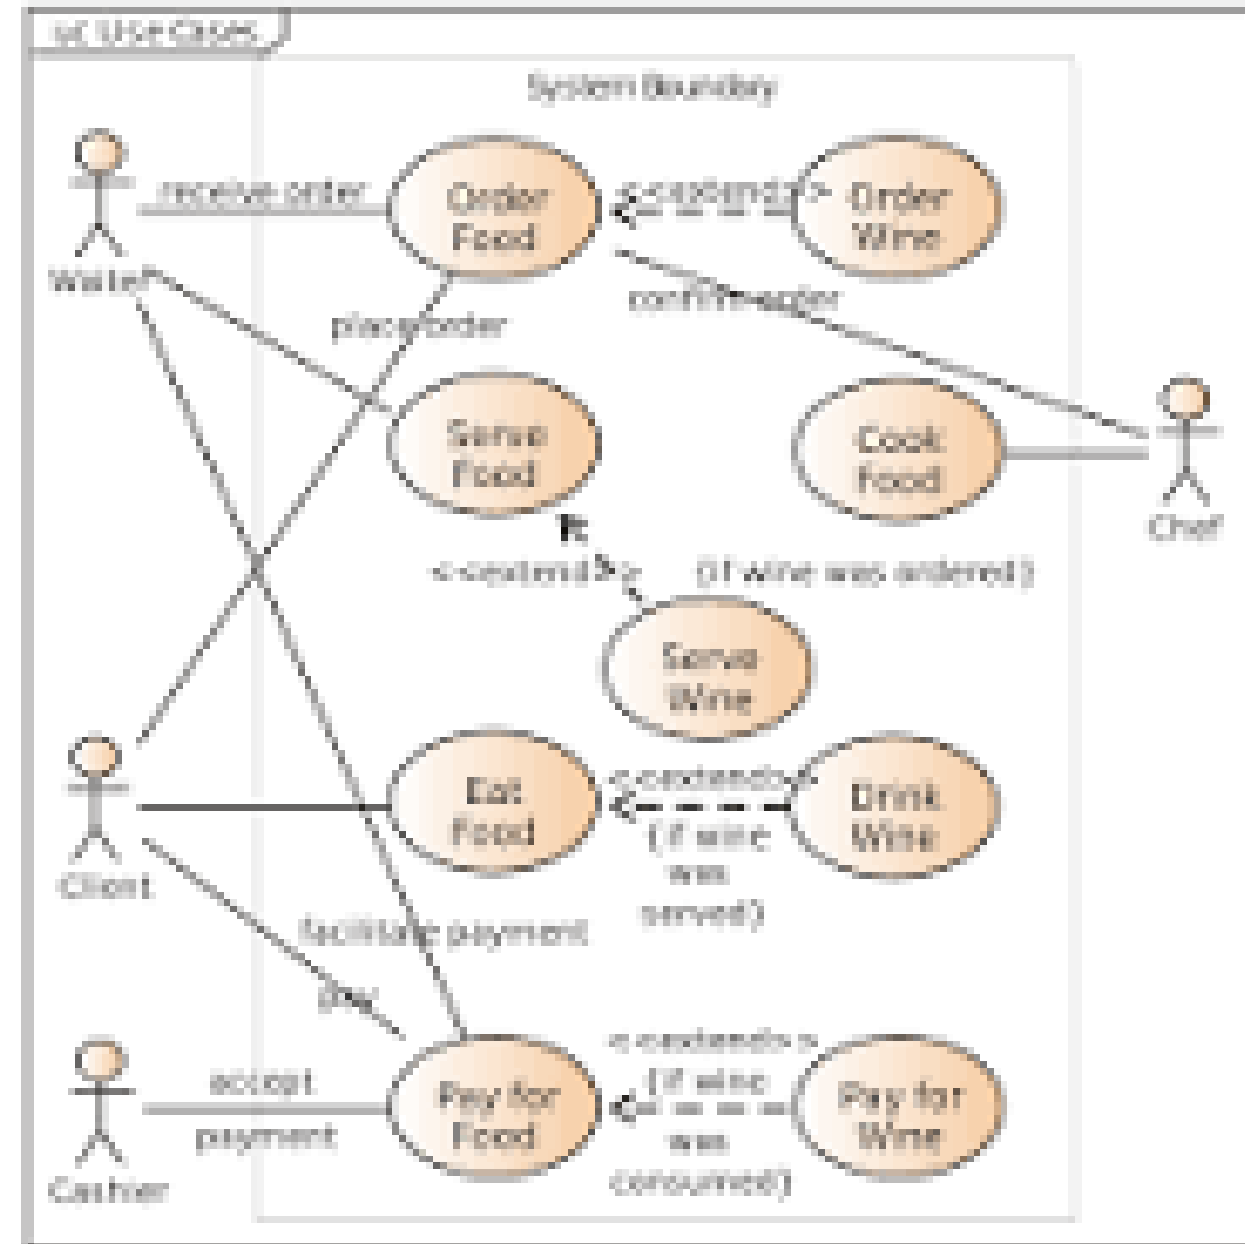 uc Use Cases
System Boundary
receive order
Order
Food
<<extend>>
Order
Wine
Waiter
confirm order
place order
Serve
Food
Cook
Food
Chef
<<extend>>
{if wine was ordered}
Serve
Wine
Eat
Food
<<extend>>
{if wine
was
served}
Drink
Wine
Client
facilitate payment
pay
accept
payment
Pay for
Food
<<extend>>
{if wine
was
consumed}
Pay for
Wine
Cashier